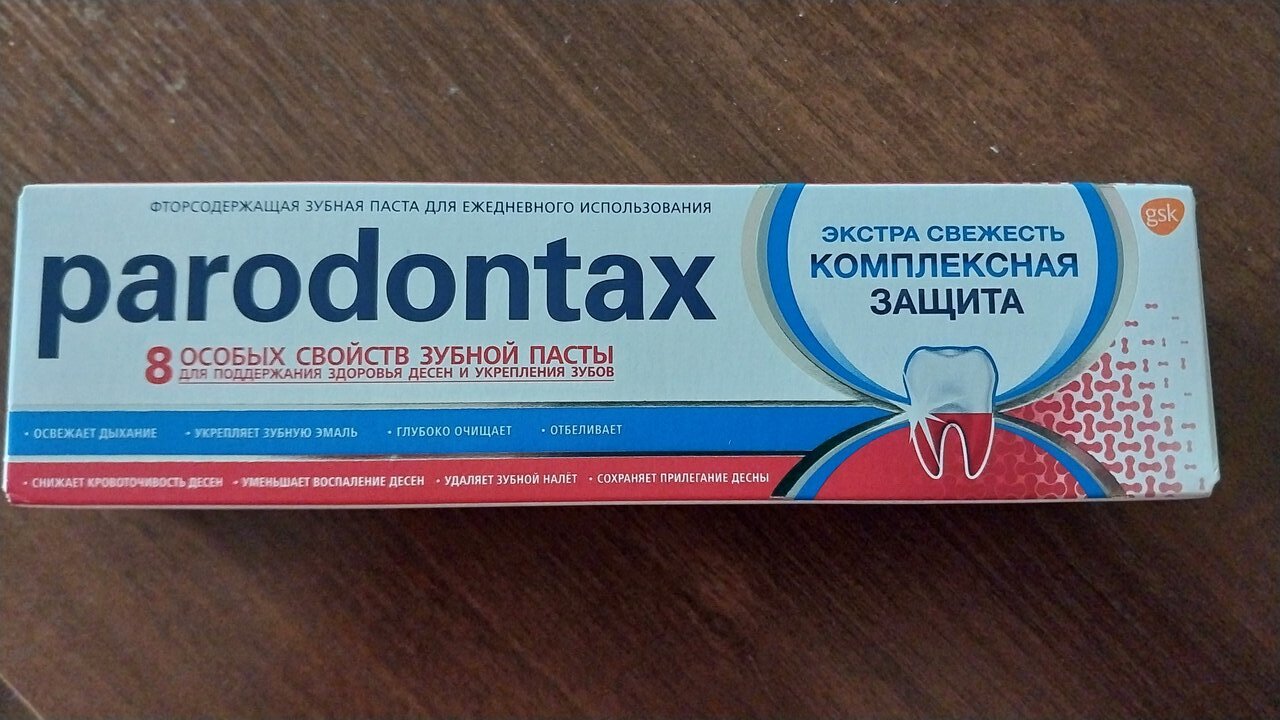 ФТОРСОДЕРЖАЩАЯ ЗУБНАЯ ПАСТА ДЛЯ ЕЖЕДНЕВНОГО ИСПОЛЬЗОВАНИЯ
parodontax
8 ОСОБЫХ СВОЙСТВ ЗУБНОЙ ПАСТЫ
ДЛЯ ПОДДЕРЖАНИЯ ЗДОРОВЬЯ ДЕСЕН И УКРЕПЛЕНИЯ ЗУБОВ
• ОСВЕЖАЕТ ДЫХАНИЕ • УКРЕПЛЯЕТ ЗУБНУЮ ЭМАЛЬ • ГЛУБОКО ОЧИЩАЕТ • ОТБЕЛИВАЕТ
• СНИЖАЕТ КРОВОТОЧИВОСТЬ ДЕСЕН • УМЕНЬШАЕТ ВОСПАЛЕНИЕ ДЕСЕН • УДАЛЯЕТ ЗУБНОЙ НАЛЁТ • СОХРАНЯЕТ ПРИЛЕГАНИЕ ДЕСНЫ
ЭКСТРА СВЕЖЕСТЬ
КОМПЛЕКСНАЯ
ЗАЩИТА
gsk